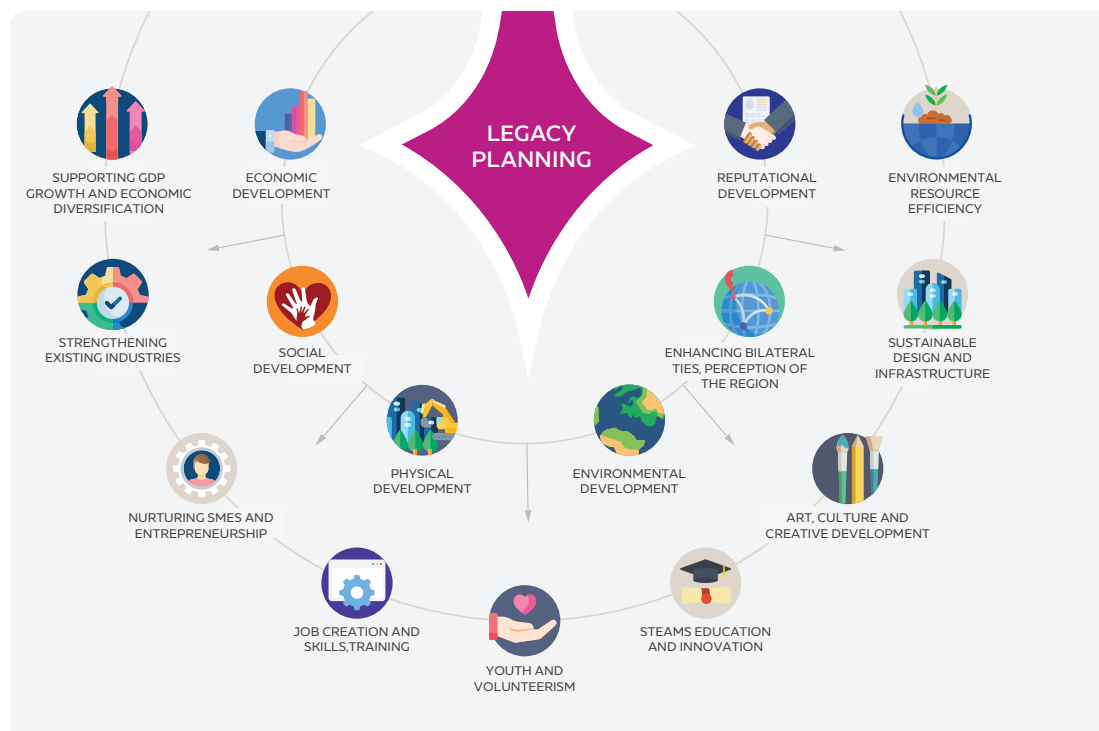 LEGACY
PLANNING
SUPPORTING GDP
GROWTH AND ECONOMIC
DIVERSIFICATION
ECONOMIC
DEVELOPMENT
REPUTATIONAL
DEVELOPMENT
ENVIRONMENTAL
RESOURCE
EFFICIENCY
STRENGTHENING
EXISTING INDUSTRIES
SOCIAL
DEVELOPMENT
ENHANCING BILATERAL
TIES, PERCEPTION OF
THE REGION
SUSTAINABLE
DESIGN AND
INFRASTRUCTURE
PHYSICAL
DEVELOPMENT
ENVIRONMENTAL
DEVELOPMENT
NURTURING SMES AND
ENTREPRENEURSHIP
ART, CULTURE AND
CREATIVE DEVELOPMENT
JOB CREATION AND
SKILLS,TRAINING
YOUTH AND
VOLUNTEERISM
STEAMS EDUCATION
AND INNOVATION